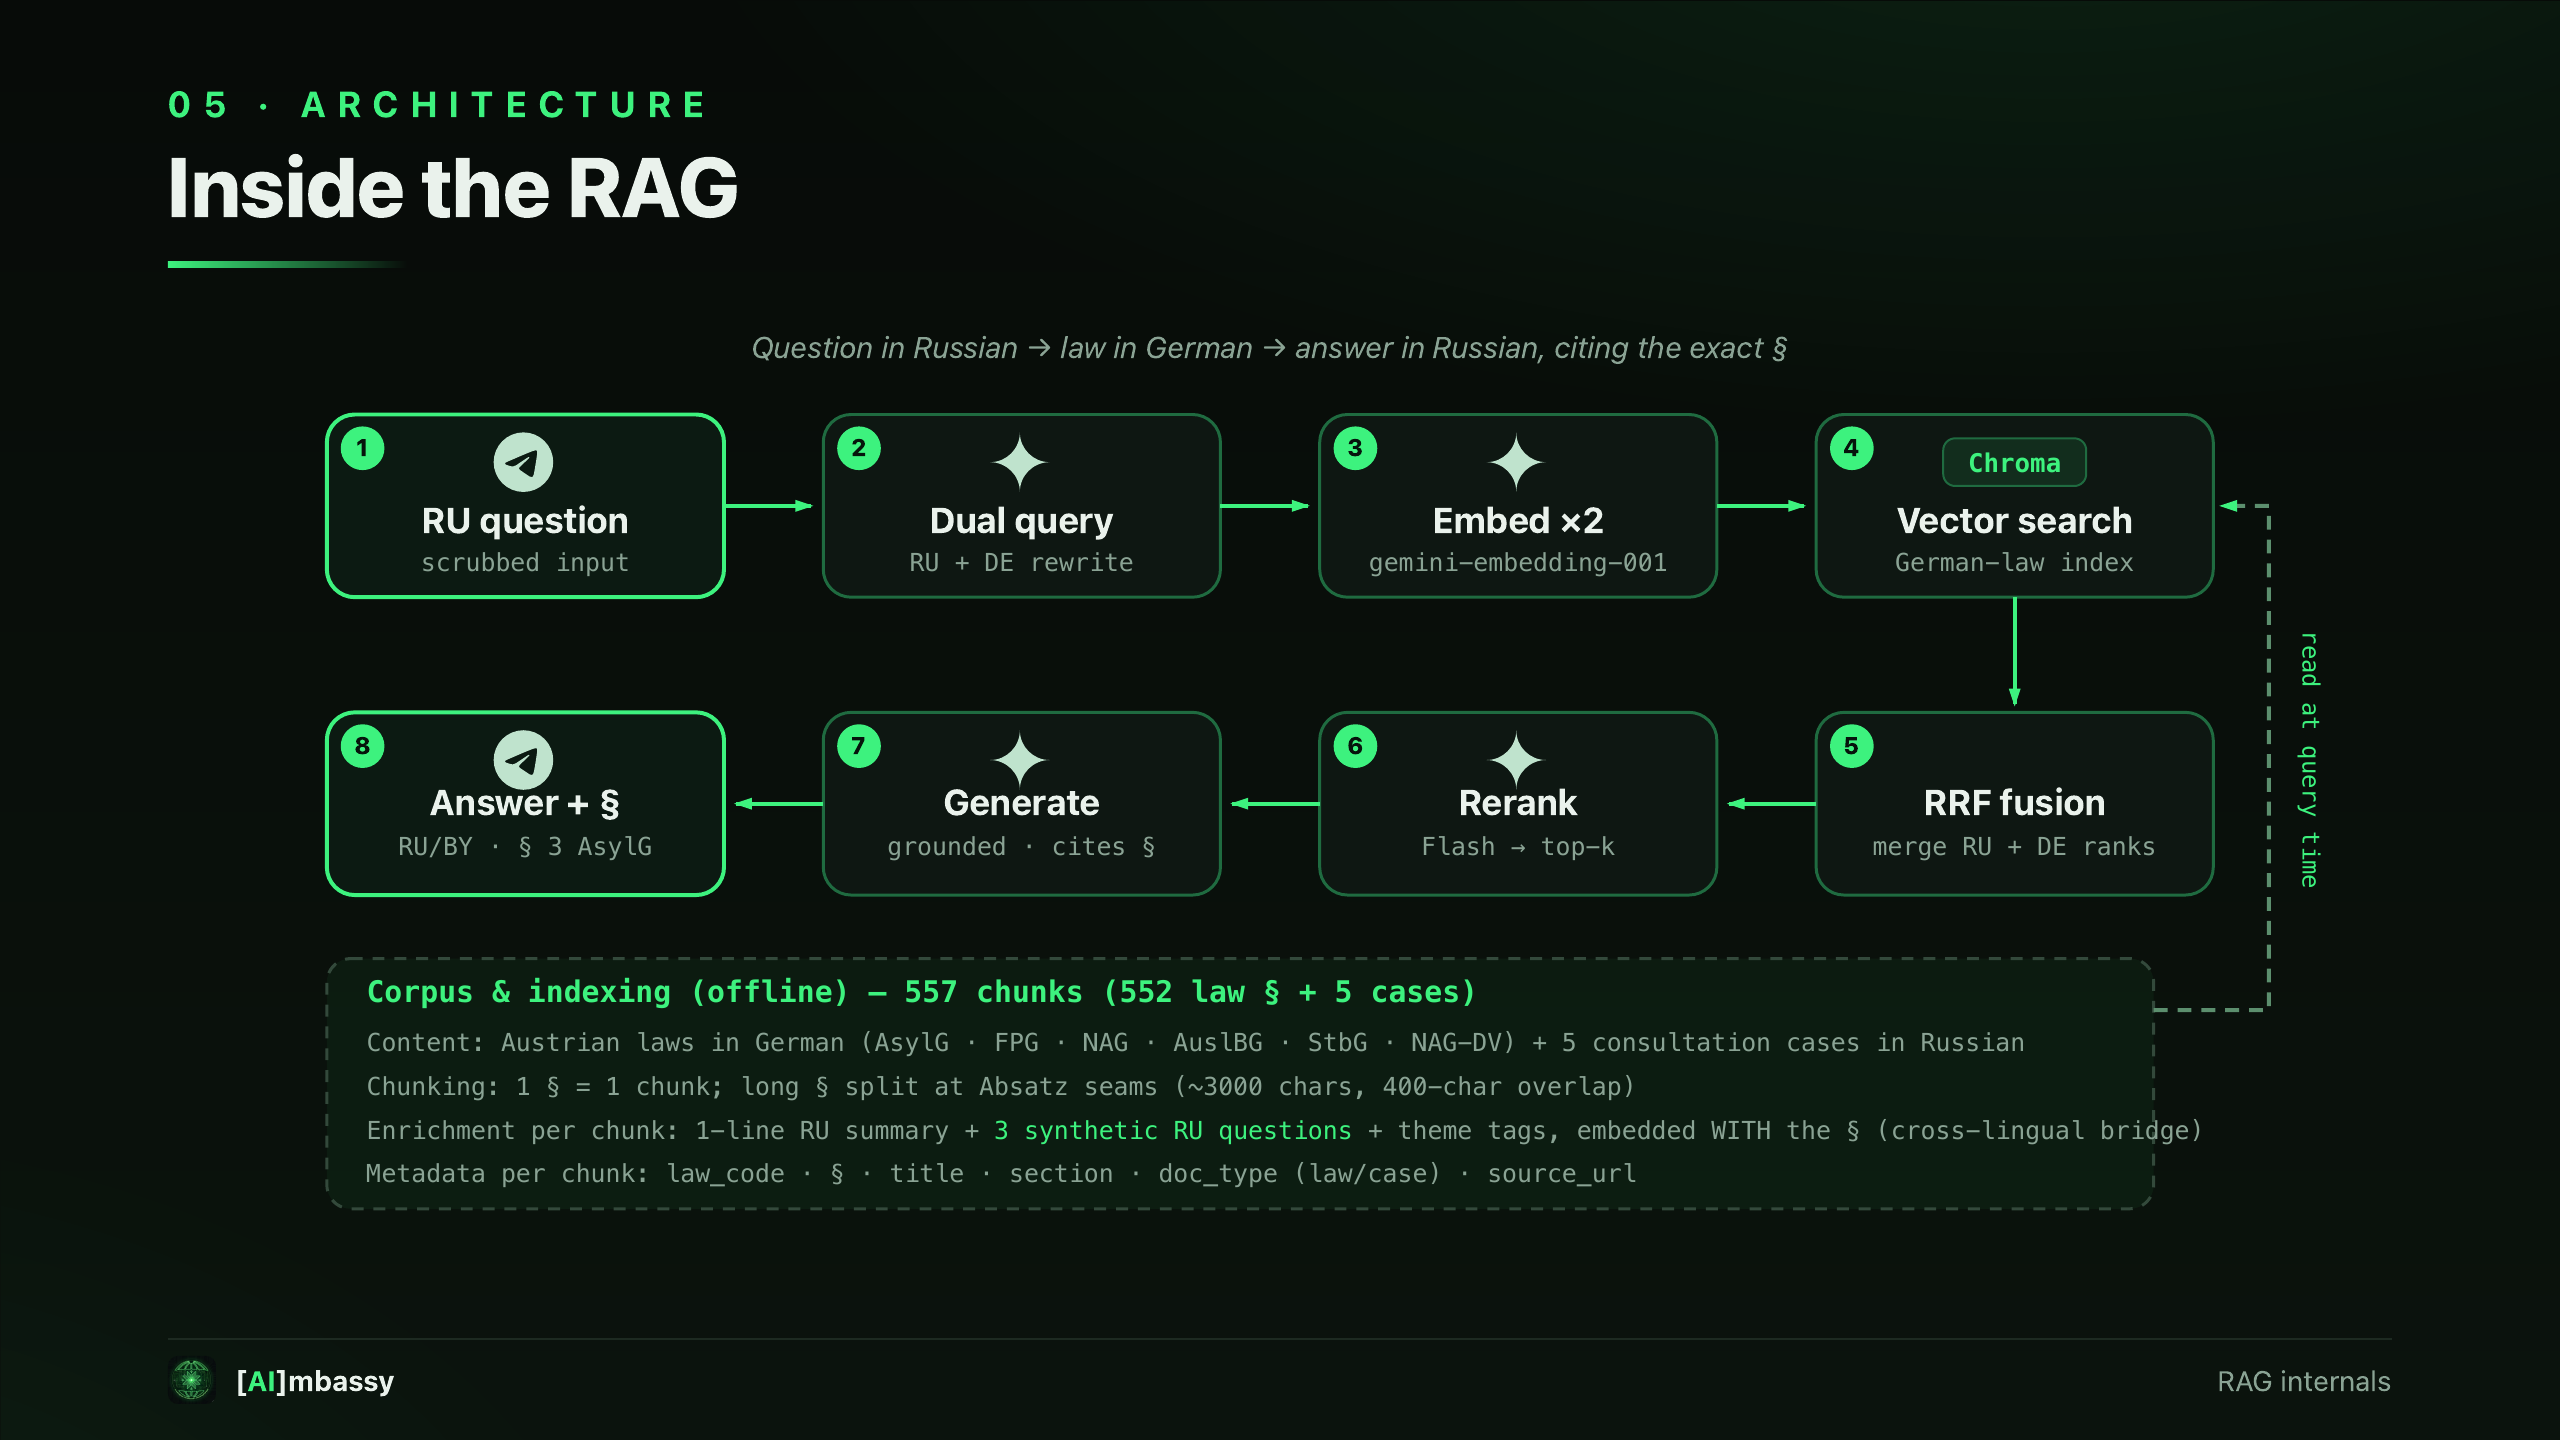 05 · ARCHITECTURE
Inside the RAG
Question in Russian → law in German → answer in Russian, citing the exact §
1
RU question
scrubbed input
2
Dual query
RU + DE rewrite
3
Embed ×2
gemini-embedding-001
4
Chroma
Vector search
German-law index
read at query time
8
Answer + §
RU/BY · § 3 AsylG
7
Generate
grounded · cites §
6
Rerank
Flash → top-k
5
RRF fusion
merge RU + DE ranks
Corpus & indexing (offline) — 557 chunks (552 law § + 5 cases)
Content: Austrian laws in German (AsylG · FPG · NAG · AuslBG · StbG · NAG-DV) + 5 consultation cases in Russian
Chunking: 1 § = 1 chunk; long § split at Absatz seams (~3000 chars, 400-char overlap)
Enrichment per chunk: 1-line RU summary + 3 synthetic RU questions + theme tags, embedded WITH the § (cross-lingual bridge)
Metadata per chunk: law_code · § · title · section · doc_type (law/case) · source_url
[AI]mbassy
RAG internals